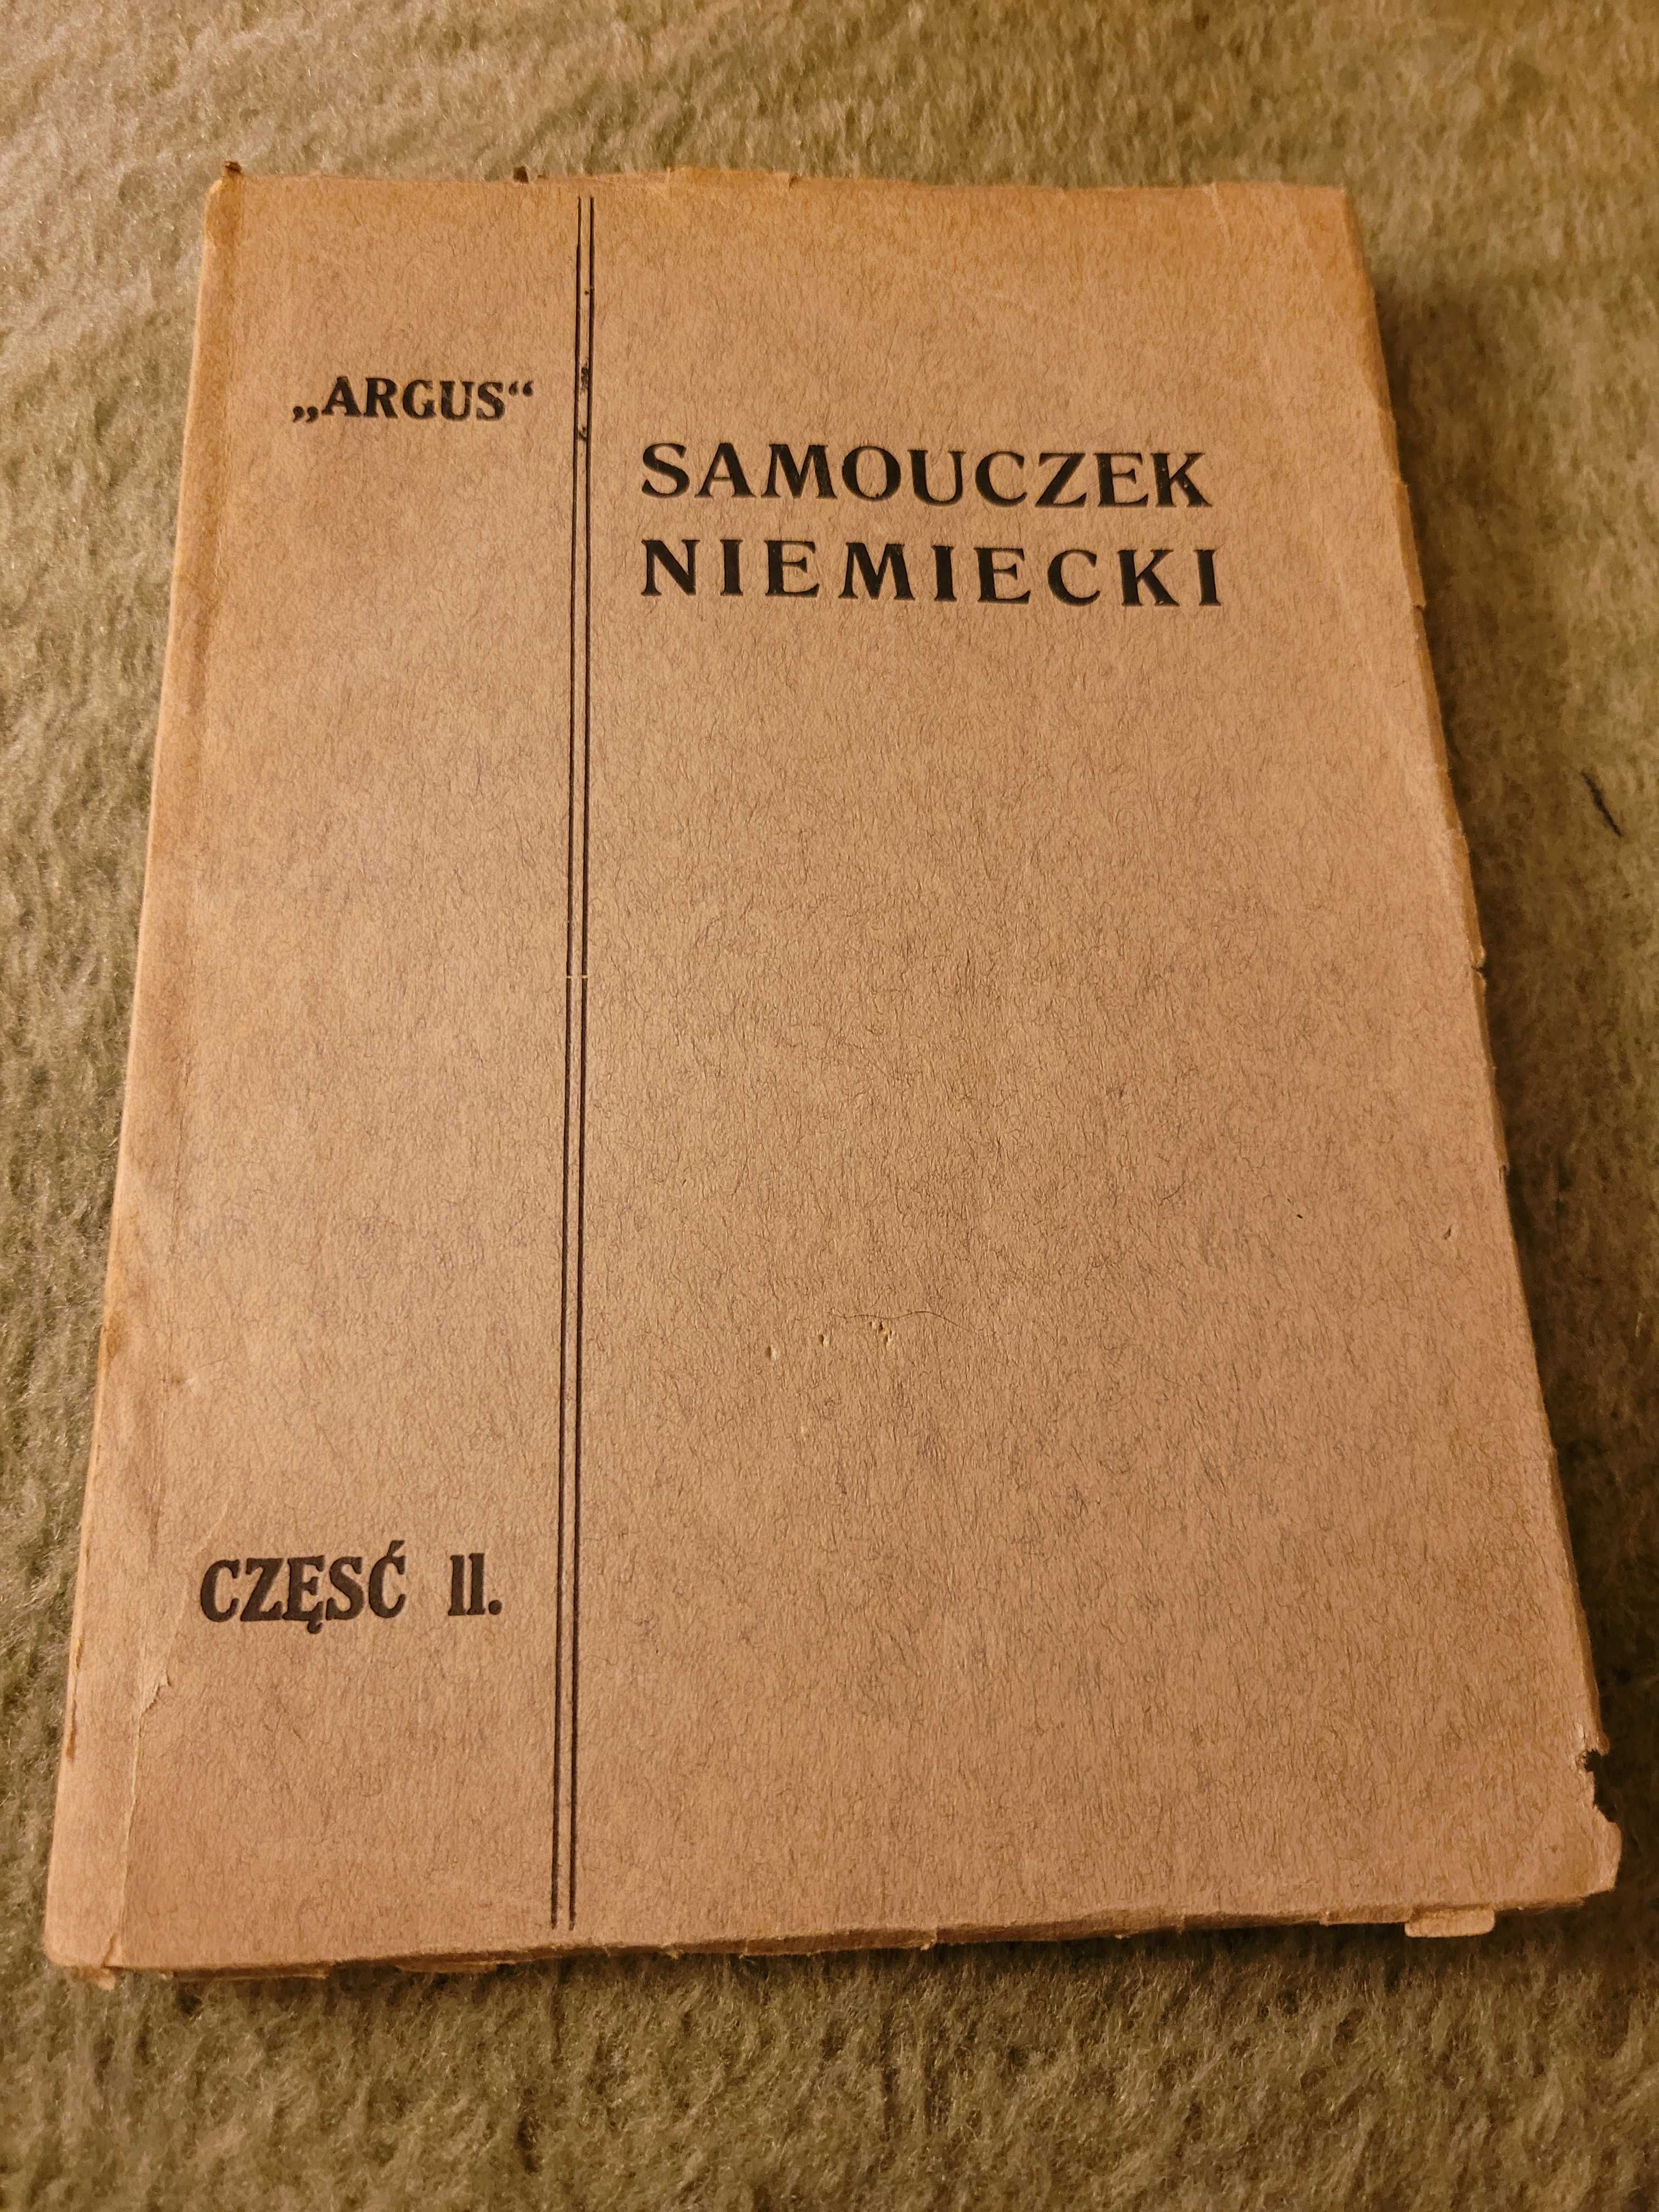 „ARGUS“
SAMOUCZEK
NIEMIECKI
CZĘSĆ II.